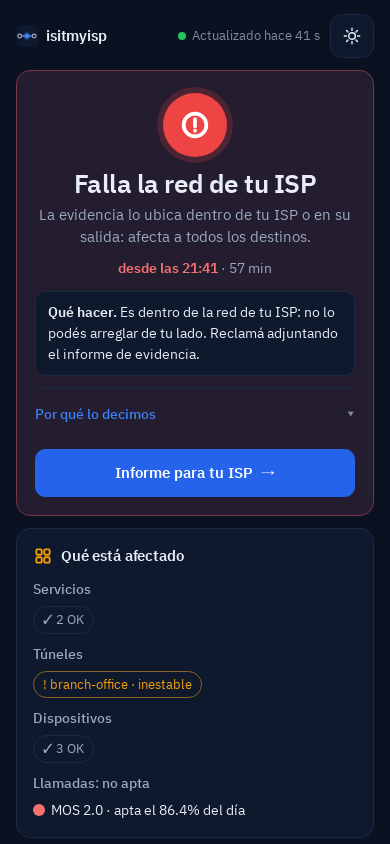 isitmyisp
Actualizado hace 41 s
Falla la red de tu ISP
La evidencia lo ubica dentro de tu ISP o en su
salida: afecta a todos los destinos.
desde las 21:41 · 57 min
Qué hacer. Es dentro de la red de tu ISP: no lo
podés arreglar de tu lado. Reclamá adjuntando
el informe de evidencia.
Por qué lo decimos ▾
Informe para tu ISP →
Qué está afectado
Servicios
✓ 2 OK
Túneles
! branch-office · inestable
Dispositivos
✓ 3 OK
Llamadas: no apta
MOS 2.0 · apta el 86.4% del día